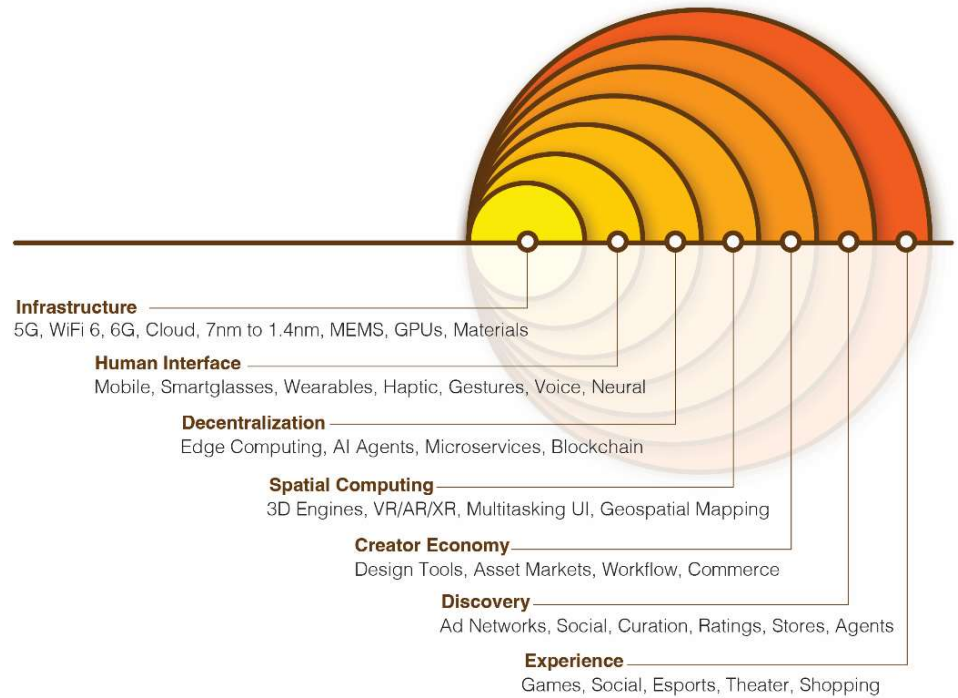 Infrastructure
5G, WiFi 6, 6G, Cloud, 7nm to 1.4nm, MEMS, GPUs, Materials
Human Interface
Mobile, Smartglasses, Wearables, Haptic, Gestures, Voice, Neural
Decentralization
Edge Computing, AI Agents, Microservices, Blockchain
Spatial Computing
3D Engines, VR/AR/XR, Multitasking UI, Geospatial Mapping
Creator Economy
Design Tools, Asset Markets, Workflow, Commerce
Discovery
Ad Networks, Social, Curation, Ratings, Stores, Agents
Experience
Games, Social, Esports, Theater, Shopping